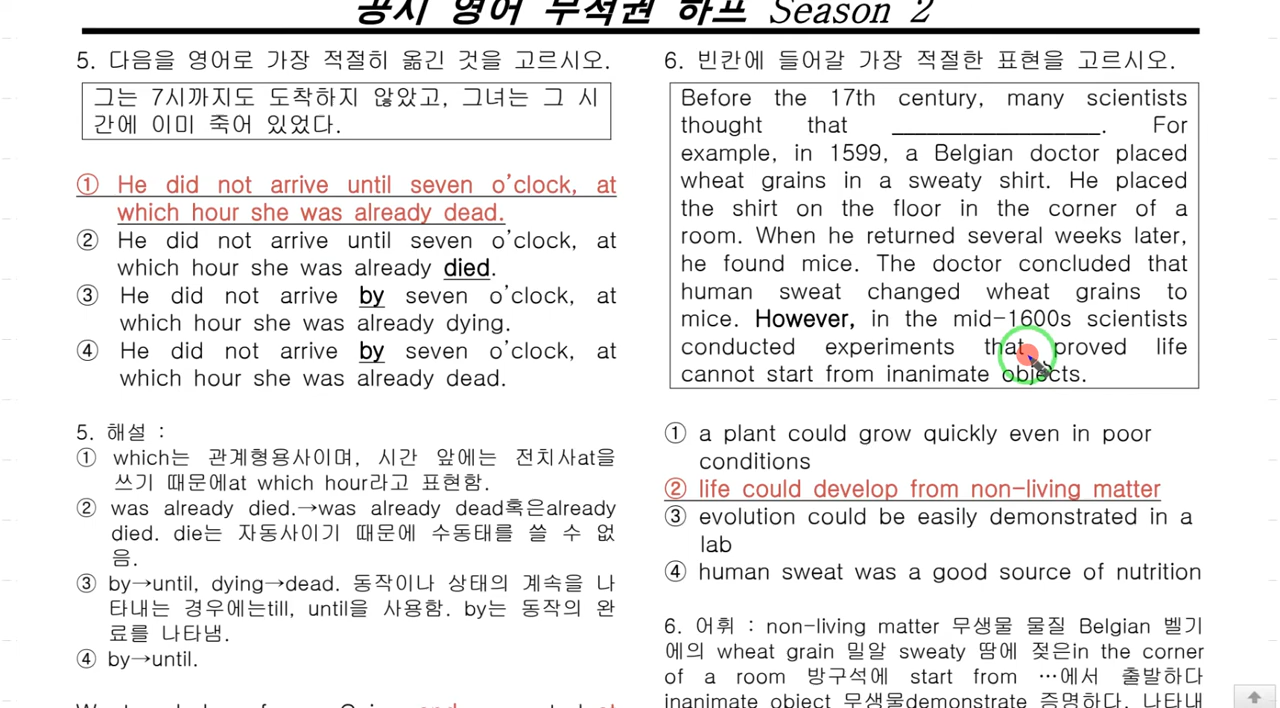 공시 영어 무적권 하프 Season 2
5. 다음을 영어로 가장 적절히 옮긴 것을 고르시오.
그는 7시까지도 도착하지 않았고, 그녀는 그 시
간에 이미 죽어 있었다.
① He did not arrive until seven o'clock, at
which hour she was already dead.
② He did not arrive until seven o'clock, at
which hour she was already died.
③ He did not arrive by seven o'clock, at
which hour she was already dying.
④ He did not arrive by seven o'clock, at
which hour she was already dead.
5. 해설 :
① which는 관계형용사이며, 시간 앞에는 전치사at을
쓰기 때문에at which hour라고 표현함.
② was already died.→was already dead혹은already
died. die는 자동사이기 때문에 수동태를 쓸 수 없
음.
③ by→until, dying→dead. 동작이나 상태의 계속을 나
타내는 경우에는till, until을 사용함. by는 동작의 완
료를 나타냄.
④ by→until.
6. 빈칸에 들어갈 가장 적절한 표현을 고르시오.
Before the 17th century, many scientists
thought that ____________________. For
example, in 1599, a Belgian doctor placed
wheat grains in a sweaty shirt. He placed
the shirt on the floor in the corner of a
room. When he returned several weeks later,
he found mice. The doctor concluded that
human sweat changed wheat grains to
mice. However, in the mid-1600s scientists
conducted experiments that proved life
cannot start from inanimate objects.
① a plant could grow quickly even in poor
conditions
② life could develop from non-living matter
③ evolution could be easily demonstrated in a
lab
④ human sweat was a good source of nutrition
6. 어휘 : non-living matter 무생물 물질 Belgian 벨기
에의 wheat grain 밀알 sweaty 땀에 젖은in the corner
of a room 방구석에 start from …에서 출발하다
inanimate object 무생물demonstrate 증명하다, 나타내